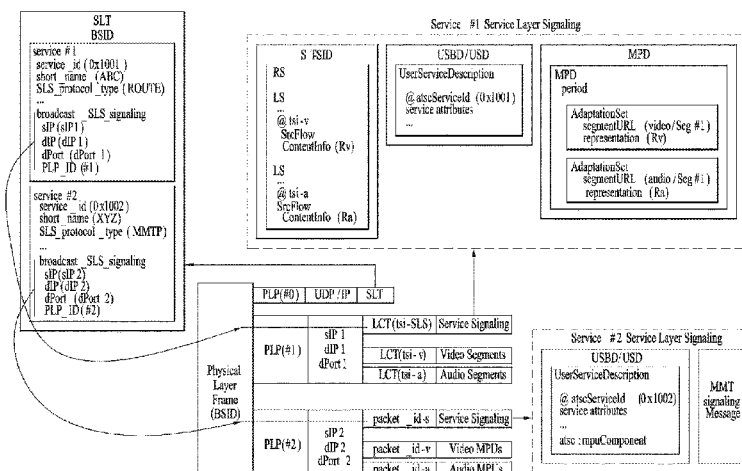 SLT
BSID
service #1
service_id (0x1001)
short_name (ABC)
SLS_protocol_type (ROUTE)
...
broadcast_SLS_signaling
sIP (sIP1)
dIP (dIP 1)
dPort (dPort 1)
PLP_ID (#1)
service #2
service_id (0x1002)
short_name (XYZ)
SLS_protocol_type (MMTP)
...
broadcast_SLS_signaling
sIP (sIP 2)
dIP (dIP 2)
dPort (dPort 2)
PLP_ID (#2)
Service #1 Service Layer Signaling
S-TSID
RS
LS
...
@tsi-v
SrcFlow
ContentInfo (Rv)
LS
...
@tsi-a
SrcFlow
ContentInfo (Ra)
USBD/USD
UserServiceDescription
@atscServiceId (0x1001)
service attributes
...
MPD
MPD
period
AdaptationSet
segmentURL (video/Seg #1)
representation (Rv)
AdaptationSet
segmentURL (audio/Seg #1)
representation (Ra)
Physical
Layer
Frame
(BSID)
PLP(#0) UDP/IP SLT
PLP(#1)
sIP 1
dIP 1
dPort 1
LCT(tsi-SLS) Service Signaling
LCT(tsi-v) Video Segments
LCT(tsi-a) Audio Segments
PLP(#2)
sIP 2
dIP 2
dPort 2
packet_id-s Service Signaling
packet_id-v Video MPDs
packet_id-a Audio MPUs
Service #2 Service Layer Signaling
USBD/USD
UserServiceDescription
@atscServiceId (0x1002)
service attributes
...
atsc:mpuComponent
MMT
signaling
Message